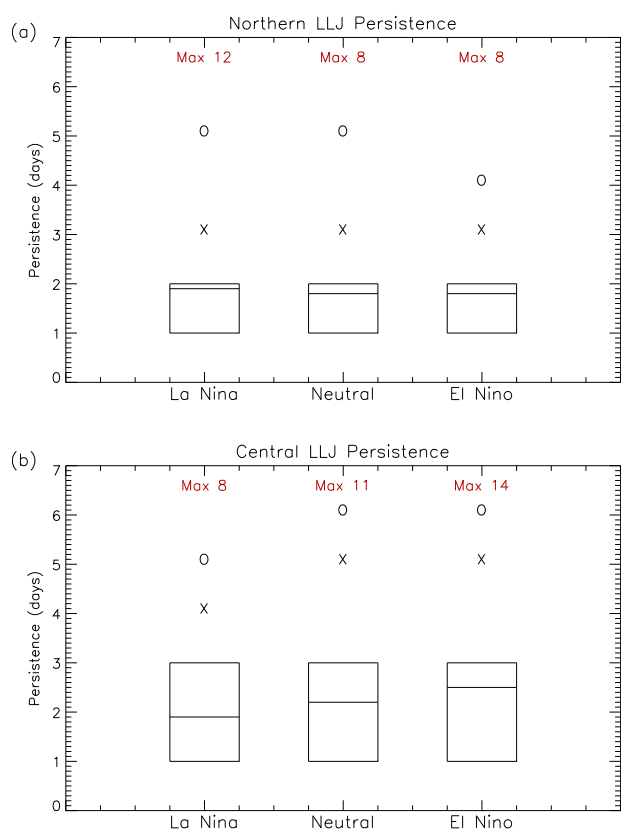 (a)
Northern LLJ Persistence
7
Max 12 Max 8 Max 8
6
5
4
3
2
1
0
Persistence (days)
La Nina Neutral El Nino
(b)
Central LLJ Persistence
7
Max 8 Max 11 Max 14
6
5
4
3
2
1
0
Persistence (days)
La Nina Neutral El Nino